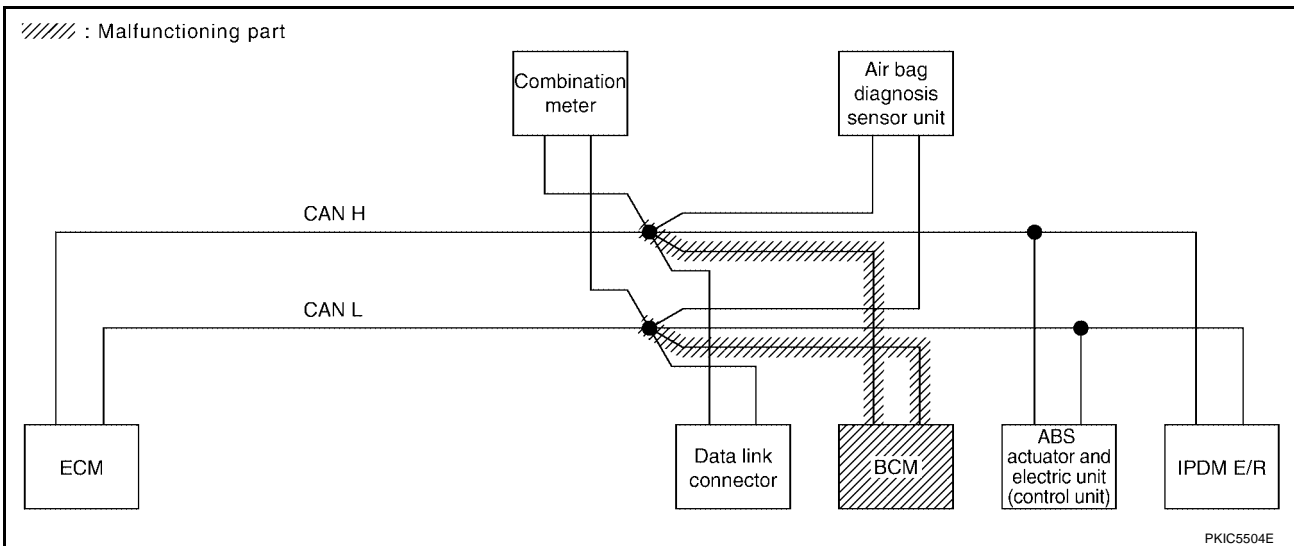 : Malfunctioning part
Combination
meter
Air bag
diagnosis
sensor unit
CAN H
CAN L
ECM
Data link
connector
BCM
ABS
actuator and
electric unit
(control unit)
IPDM E/R
PKIC5504E